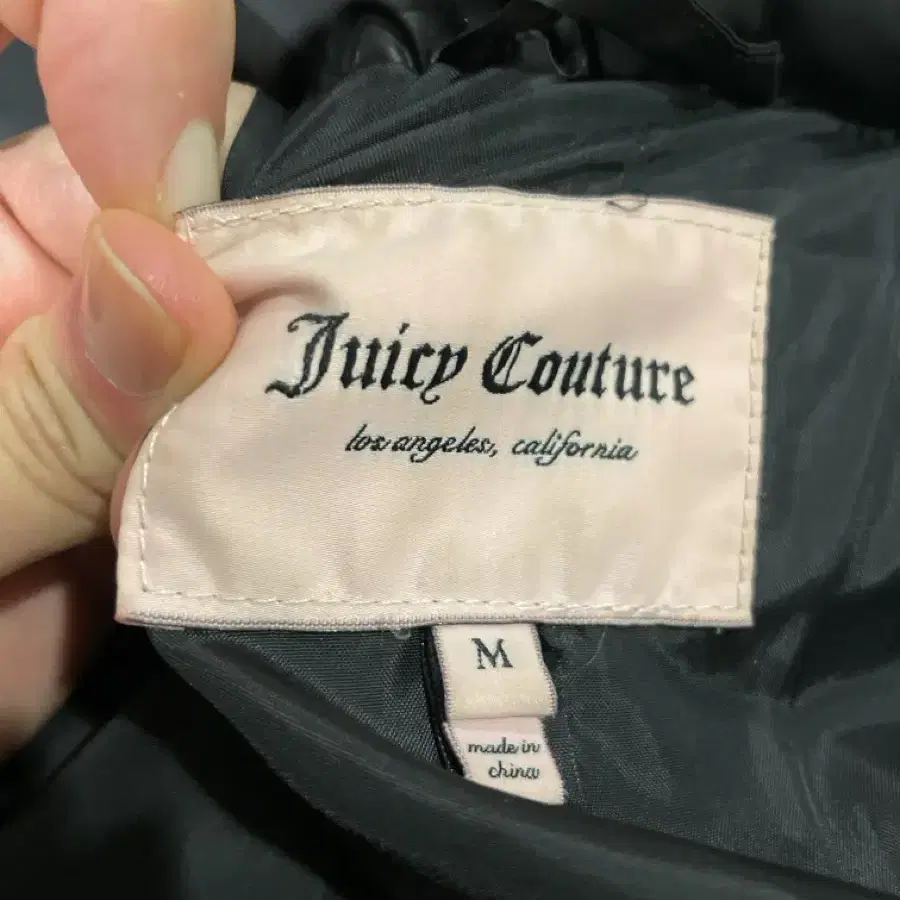 Juicy Couture
los angeles, california
M
made in
china